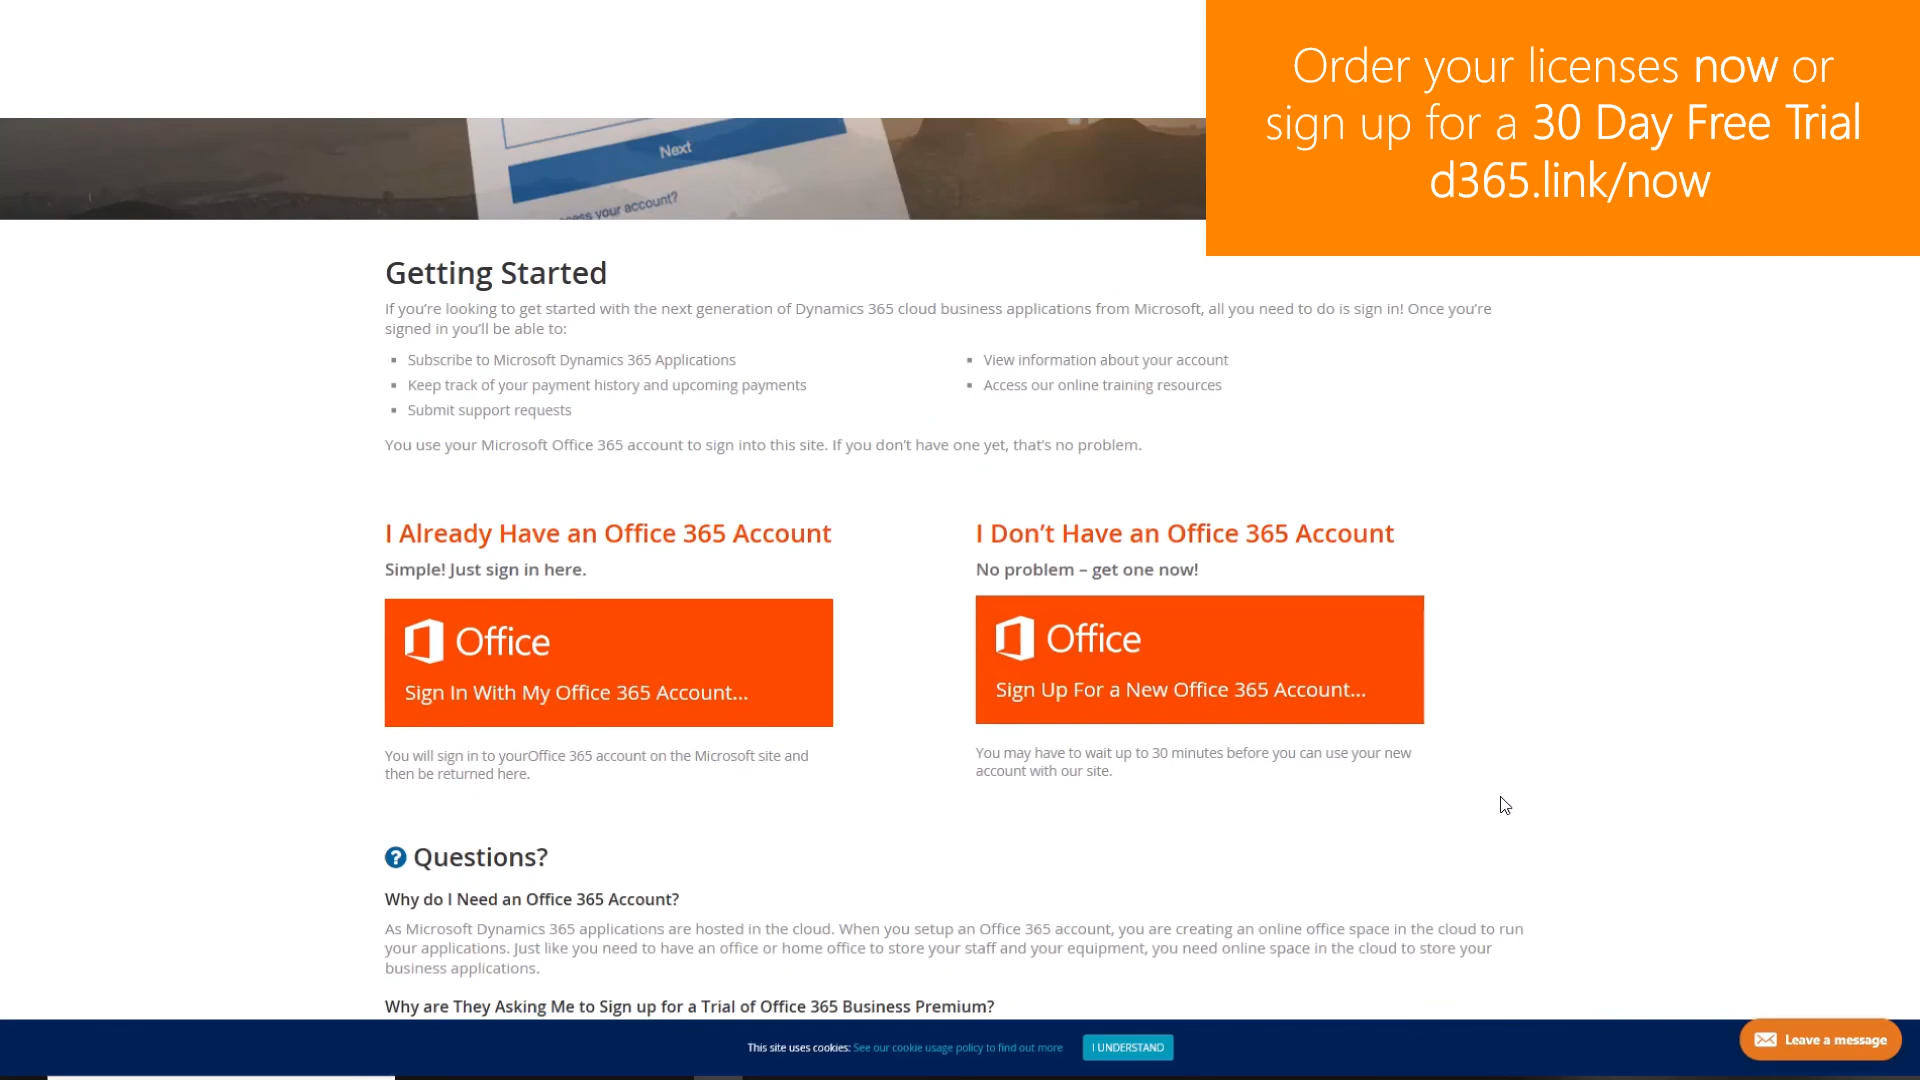 Order your licenses now or
sign up for a 30 Day Free Trial
d365.link/now
Next
your account?
Getting Started
If you’re looking to get started with the next generation of Dynamics 365 cloud business applications from Microsoft, all you need to do is sign in! Once you’re
signed in you’ll be able to:
Subscribe to Microsoft Dynamics 365 Applications
Keep track of your payment history and upcoming payments
Submit support requests
View information about your account
Access our online training resources
You use your Microsoft Office 365 account to sign into this site. If you don’t have one yet, that’s no problem.
I Already Have an Office 365 Account
Simple! Just sign in here.
Office
Sign In With My Office 365 Account...
You will sign in to yourOffice 365 account on the Microsoft site and
then be returned here.
I Don’t Have an Office 365 Account
No problem – get one now!
Office
Sign Up For a New Office 365 Account...
You may have to wait up to 30 minutes before you can use your new
account with our site.
? Questions?
Why do I Need an Office 365 Account?
As Microsoft Dynamics 365 applications are hosted in the cloud. When you setup an Office 365 account, you are creating an online office space in the cloud to run
your applications. Just like you need to have an office or home office to store your staff and your equipment, you need online space in the cloud to store your
business applications.
Why are They Asking Me to Sign up for a Trial of Office 365 Business Premium?
This site uses cookies: See our cookie usage policy to find out more
I UNDERSTAND
Leave a message